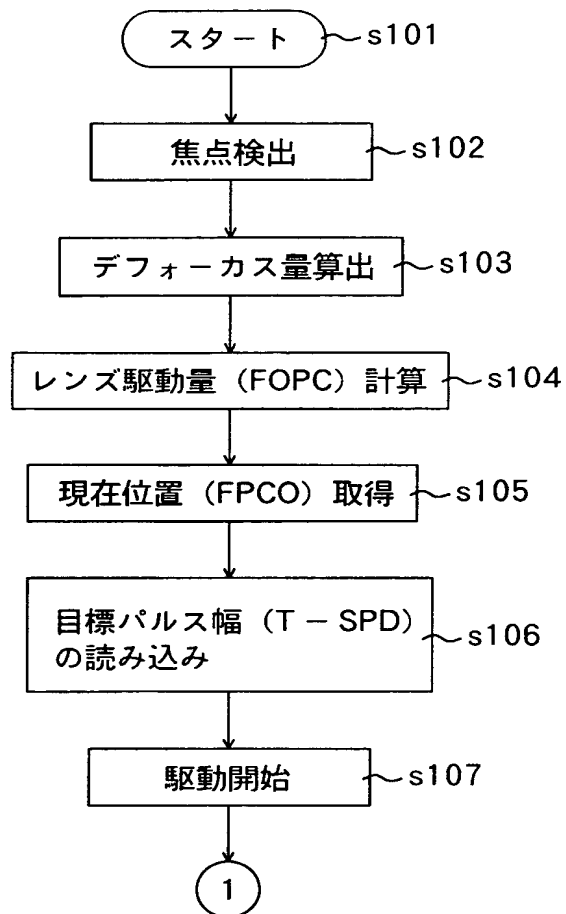 スタート s101
焦点検出 s102
デフォーカス量算出 s103
レンズ駆動量（FOPC）計算 s104
現在位置（FPCO）取得 s105
目標パルス幅（T－SPD）
の読み込み s106
駆動開始 s107
1